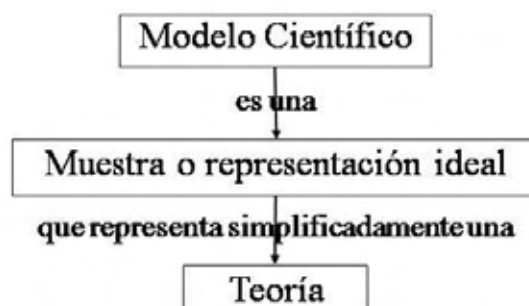 Modelo Científico
es una
Muestra o representación ideal
que representa simplificadamente una
Teoría